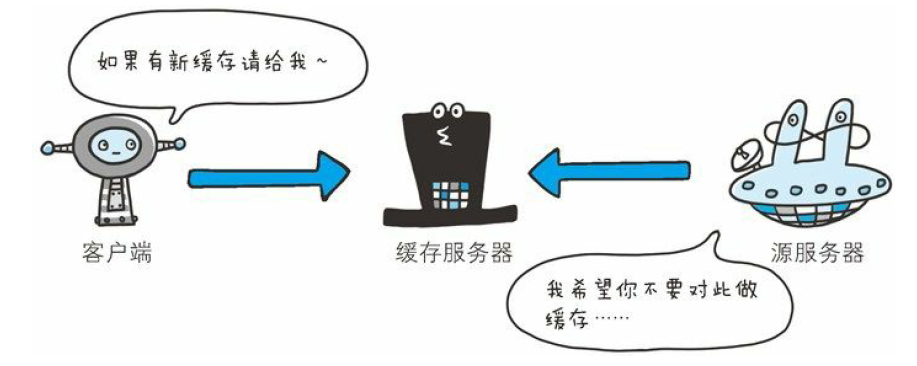 如果有新缓存请给我~
客户端
缓存服务器
源服务器
我希望你不要对此做
缓存……